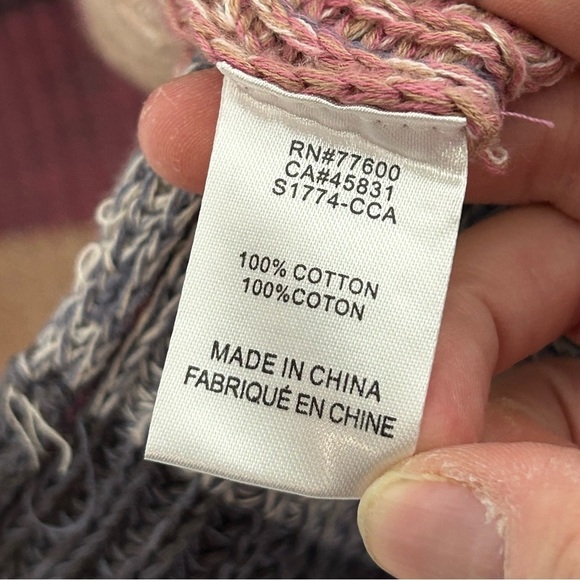 RN#77600
CA#45831
S1774-CCA
100% COTTON
100%COTON
MADE IN CHINA
FABRIQUÉ EN CHINE